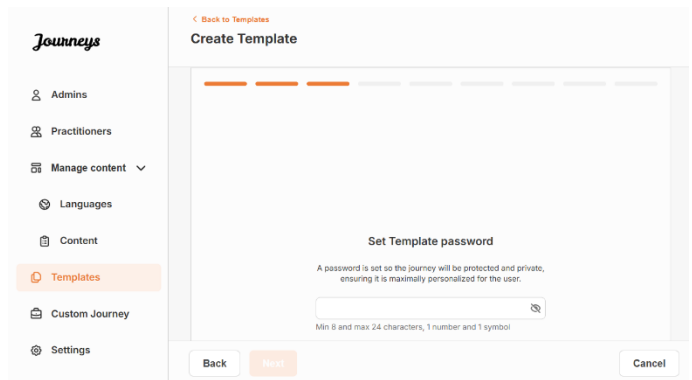 Journeys
Admins
Practitioners
Manage content
Languages
Content
Templates
Custom Journey
Settings
Back to Templates
Create Template
Set Template password
A password is set so the journey will be protected and private,
ensuring it is maximally personalized for the user.
Min 8 and max 24 characters, 1 number and 1 symbol
Back
Next
Cancel